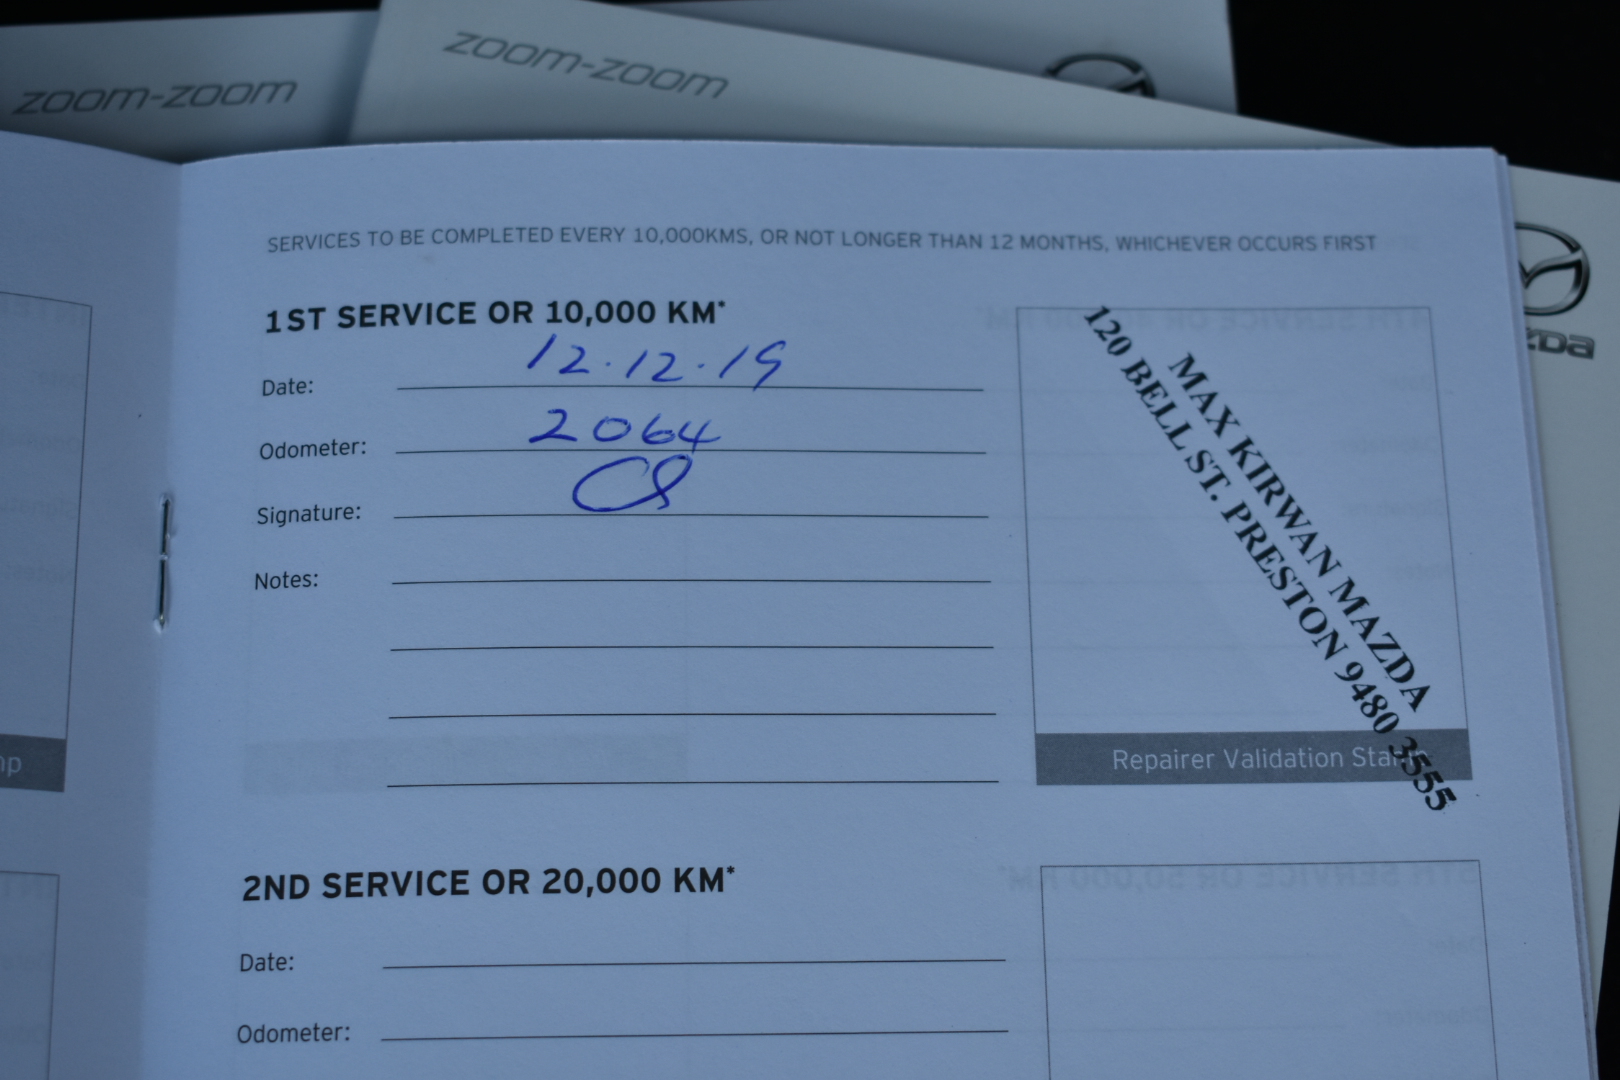 zoom-zoom
zoom-zoom
SERVICES TO BE COMPLETED EVERY 10,000KMS, OR NOT LONGER THAN 12 MONTHS, WHICHEVER OCCURS FIRST
1ST SERVICE OR 10,000 KM*
Date: 12.12.19
Odometer: 2064
Signature:
Notes:
MAX KIRWAN MAZDA
120 BELL ST. PRESTON 9480 3555
Repairer Validation Stamp
2ND SERVICE OR 20,000 KM*
Date:
Odometer: